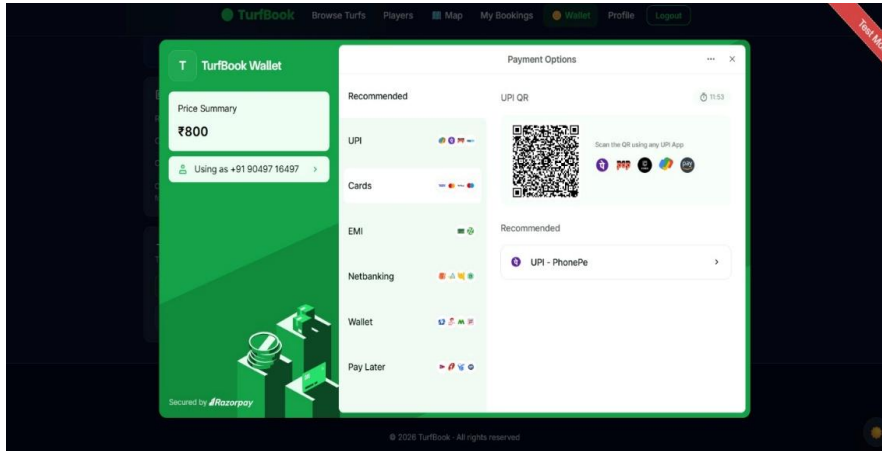 TurfBook Browse Turfs Players Map My Bookings Wallet Profile Logout
Test Mo
T TurfBook Wallet
Price Summary
₹800
Using as +91 90497 16497
Secured by Razorpay
Payment Options
Recommended
UPI
Cards
EMI
Netbanking
Wallet
Pay Later
UPI QR 11:53
Scan the QR using any UPI App
Recommended
UPI - PhonePe
© 2026 TurfBook · All rights reserved